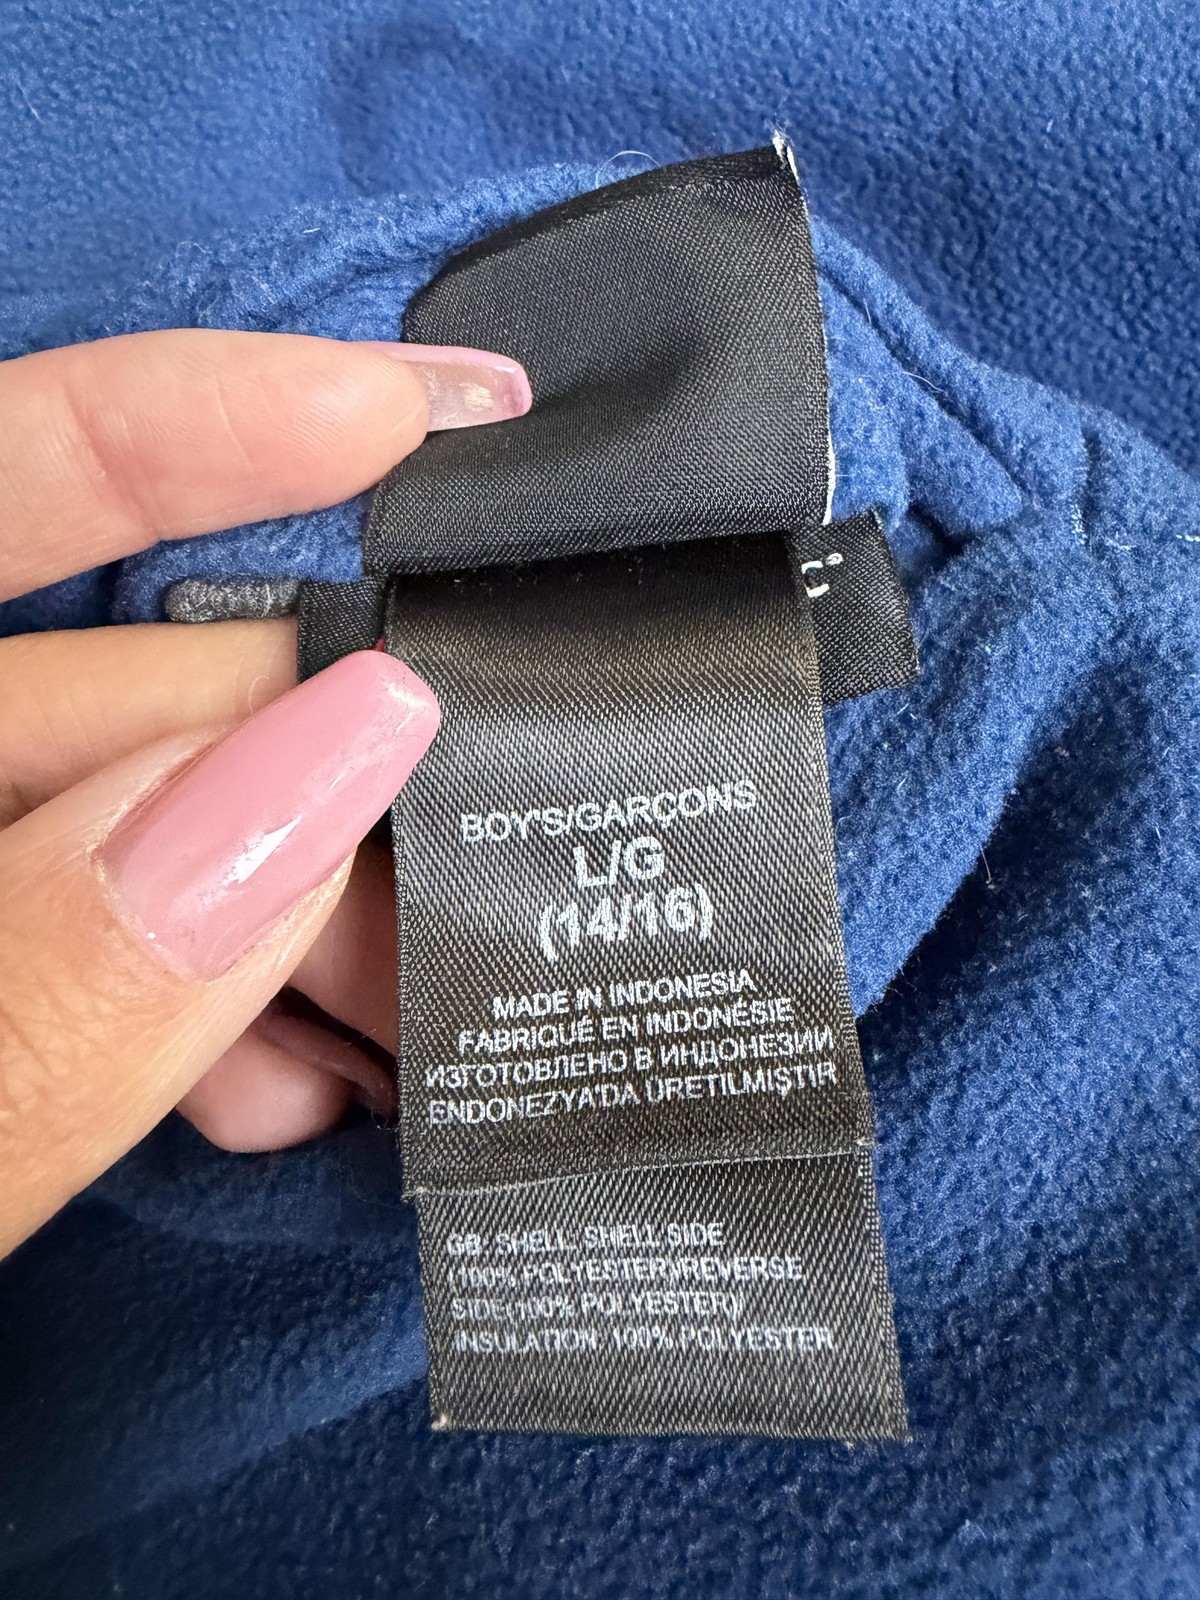 BOY'S/GARÇONS
L/G
(14/16)
MADE IN INDONESIA
FABRIQUÉ EN INDONÉSIE
ИЗГОТОВЛЕНО В ИНДОНЕЗИИ
ENDONEZYA'DA ÜRETILMIŞTIR
GB- SHELL: SHELL SIDE
(100% POLYESTER)/REVERSE
SIDE(100% POLYESTER)/
INSULATION: 100% POLYESTER